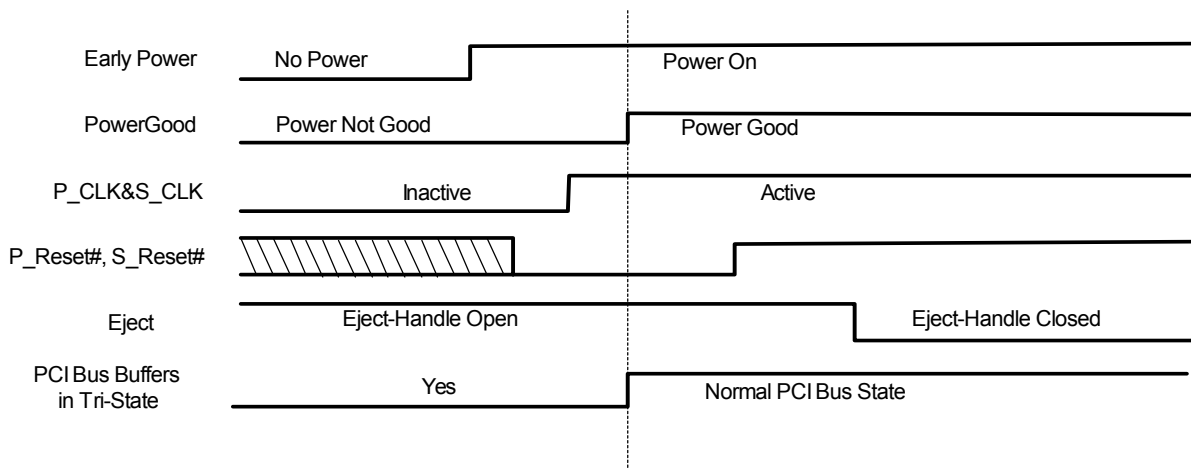 Early Power
No Power
Power On
PowerGood
Power Not Good
Power Good
P_CLK&S_CLK
Inactive
Active
P_Reset#, S_Reset#
Eject
Eject-Handle Open
Eject-Handle Closed
PCI Bus Buffers
in Tri-State
Yes
Normal PCI Bus State